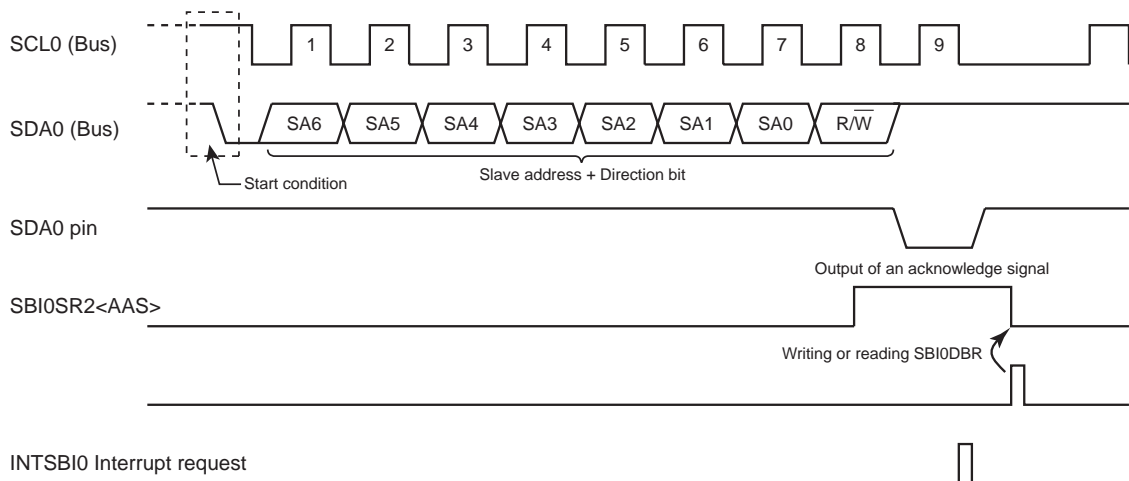 SCL0 (Bus)
1 2 3 4 5 6 7 8 9
SDA0 (Bus)
SA6 SA5 SA4 SA3 SA2 SA1 SA0 R/W̅
Start condition
Slave address + Direction bit
SDA0 pin
Output of an acknowledge signal
SBI0SR2<AAS>
Writing or reading SBI0DBR
INTSBI0 Interrupt request